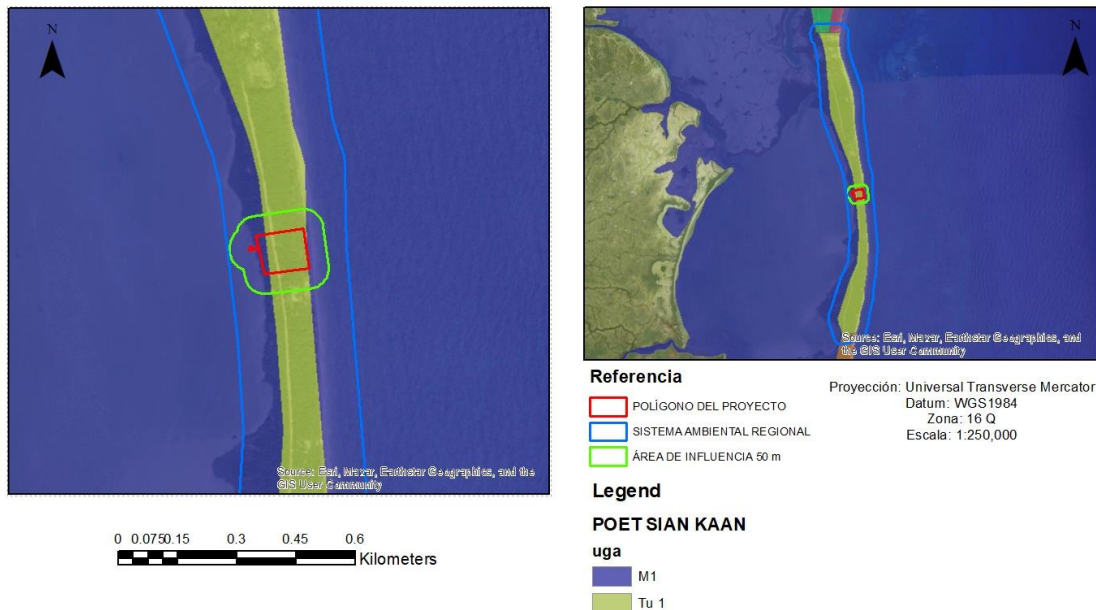 N
Source: Esri, Maxar, Earthstar Geographics, and the
GIS User Community
0 0.075 0.15 0.3 0.45 0.6
Kilometers
N
Source: Esri, Maxar, Earthstar Geographics, and
the GIS User Community
Referencia
POLÍGONO DEL PROYECTO
SISTEMA AMBIENTAL REGIONAL
ÁREA DE INFLUENCIA 50 m
Proyección: Universal Transverse Mercator
Datum: WGS1984
Zona: 16 Q
Escala: 1:250,000
Legend
POET SIAN KAAN
uga
M1
Tu 1